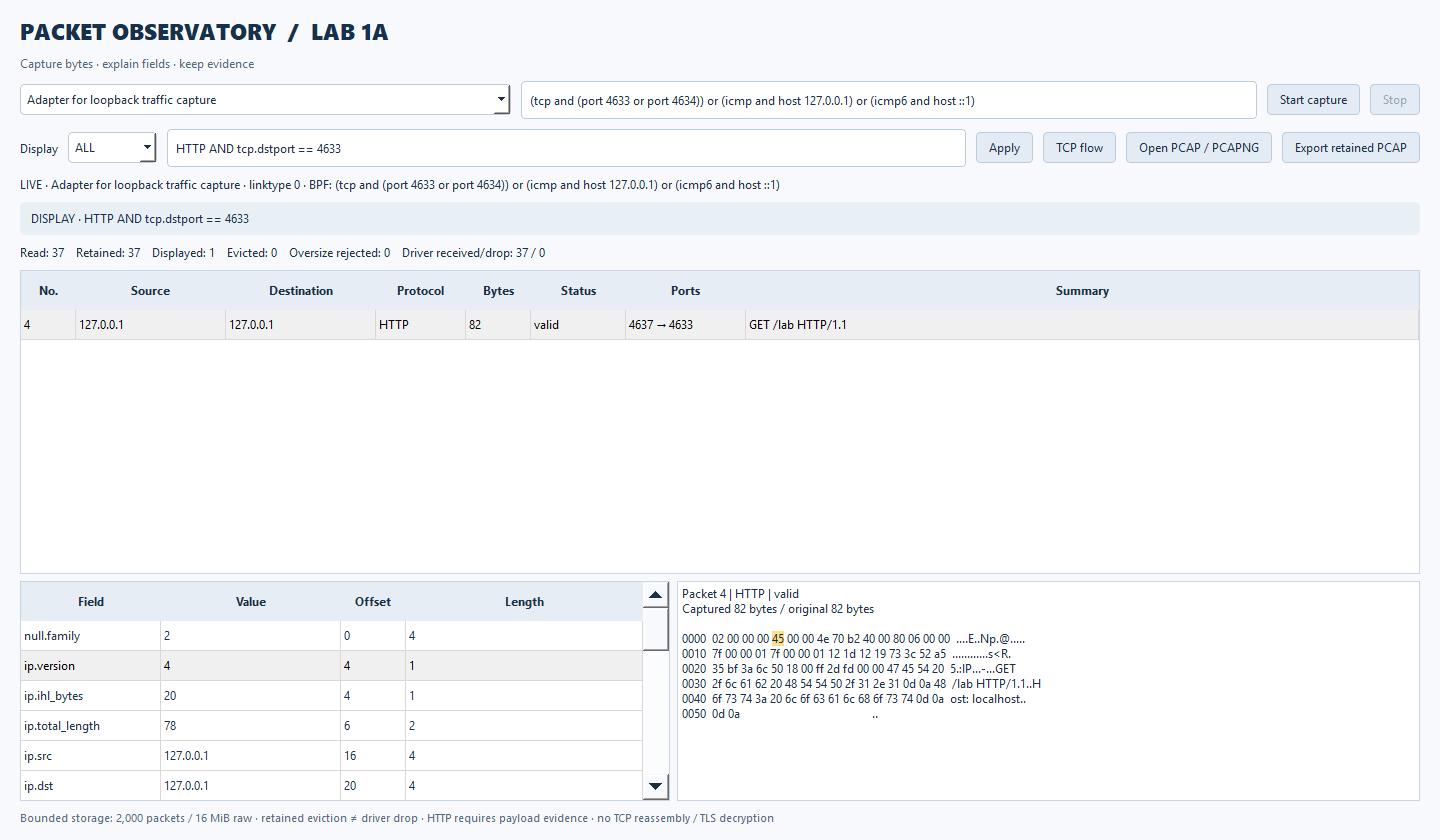 PACKET OBSERVATORY / LAB 1A
Capture bytes · explain fields · keep evidence
Adapter for loopback traffic capture (tcp and (port 4633 or port 4634)) or (icmp and host 127.0.0.1) or (icmp6 and host ::1) Start capture Stop
Display ALL HTTP AND tcp.dstport == 4633 Apply TCP flow Open PCAP / PCAPNG Export retained PCAP
LIVE · Adapter for loopback traffic capture · linktype 0 · BPF: (tcp and (port 4633 or port 4634)) or (icmp and host 127.0.0.1) or (icmp6 and host ::1)
DISPLAY · HTTP AND tcp.dstport == 4633
Read: 37 Retained: 37 Displayed: 1 Evicted: 0 Oversize rejected: 0 Driver received/drop: 37 / 0
No. Source Destination Protocol Bytes Status Ports Summary
4 127.0.0.1 127.0.0.1 HTTP 82 valid 4637 → 4633 GET /lab HTTP/1.1
Field Value Offset Length
null.family 2 0 4
ip.version 4 4 1
ip.ihl_bytes 20 4 1
ip.total_length 78 6 2
ip.src 127.0.0.1 16 4
ip.dst 127.0.0.1 20 4
Packet 4 | HTTP | valid
Captured 82 bytes / original 82 bytes
0000 02 00 00 00 45 00 00 4e 70 b2 40 00 80 06 00 00 ....E..Np.@.....
0010 7f 00 00 01 7f 00 00 01 12 1d 12 19 73 3c 52 a5 ............s<R.
0020 35 bf 3a 6c 50 18 00 ff 2d fd 00 00 47 45 54 20 5.:lP...-...GET
0030 2f 6c 61 62 20 48 54 54 50 2f 31 2e 31 0d 0a 48 /lab HTTP/1.1..H
0040 6f 73 74 3a 20 6c 6f 63 61 6c 68 6f 73 74 0d 0a ost: localhost..
0050 0d 0a ..
Bounded storage: 2,000 packets / 16 MiB raw · retained eviction ≠ driver drop · HTTP requires payload evidence · no TCP reassembly / TLS decryption